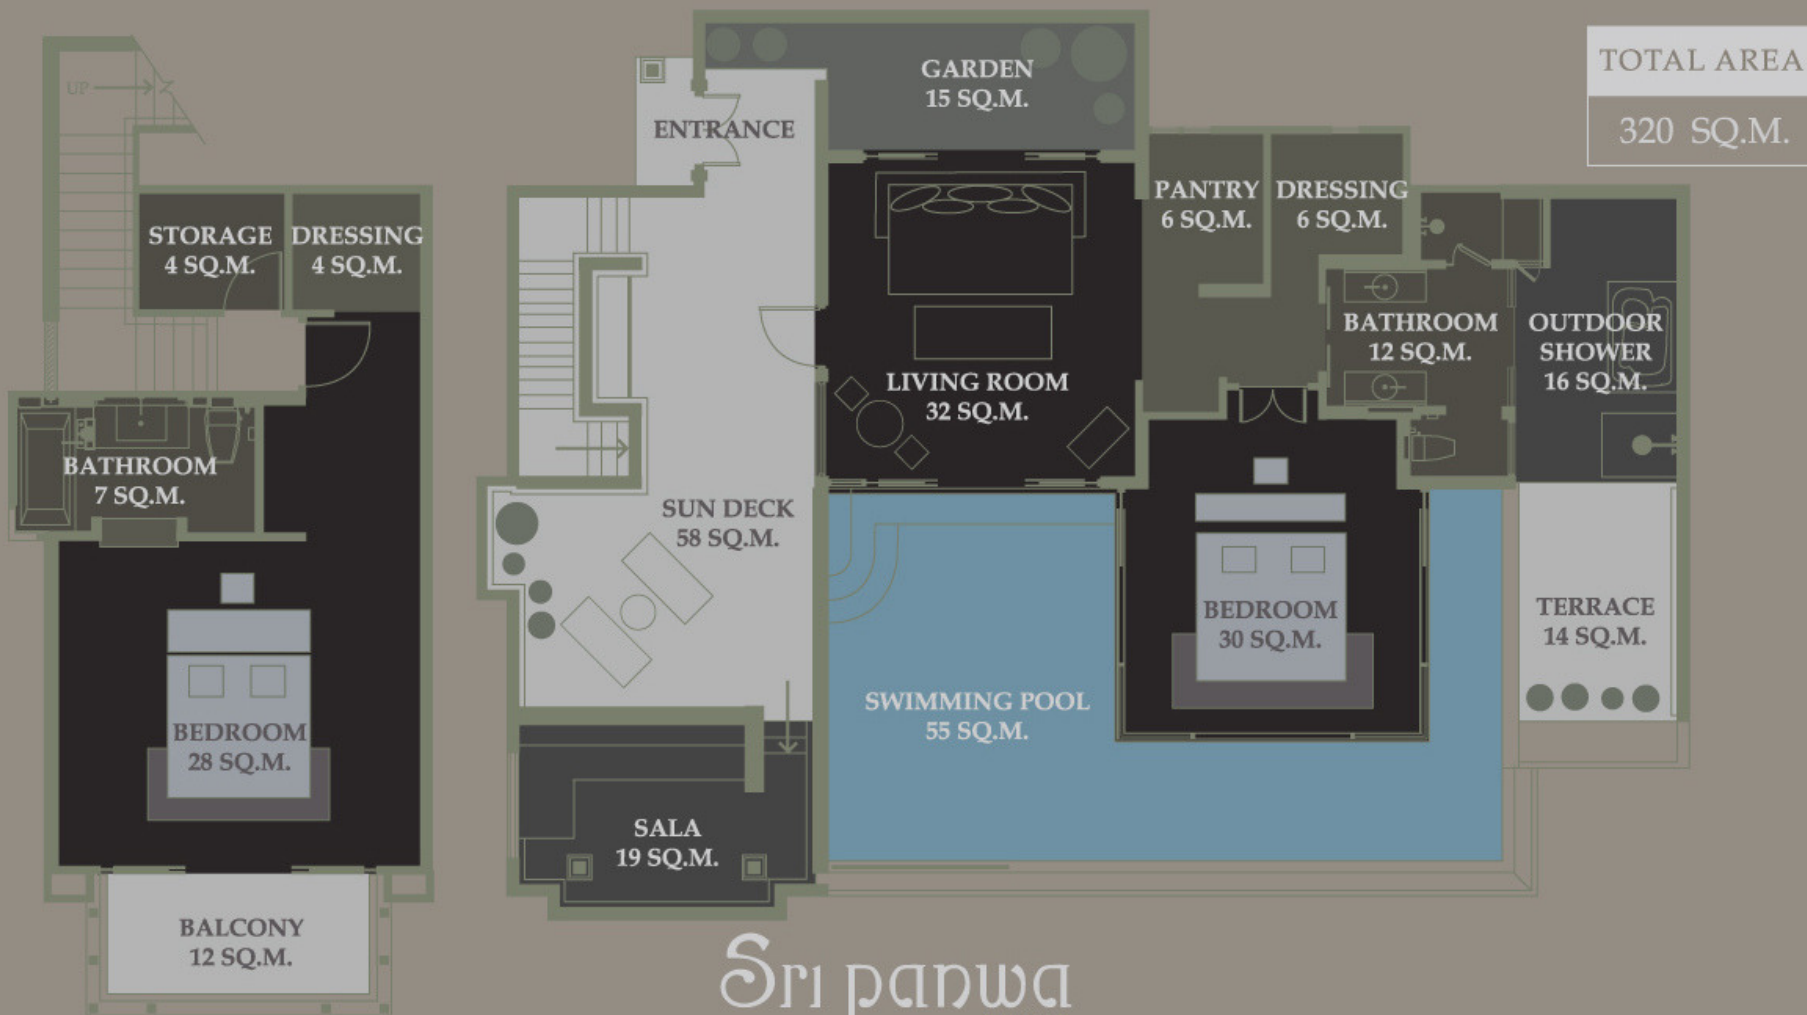 UP
STORAGE
4 SQ.M.
DRESSING
4 SQ.M.
BATHROOM
7 SQ.M.
BEDROOM
28 SQ.M.
BALCONY
12 SQ.M.
ENTRANCE
GARDEN
15 SQ.M.
PANTRY
6 SQ.M.
DRESSING
6 SQ.M.
LIVING ROOM
32 SQ.M.
BATHROOM
12 SQ.M.
OUTDOOR
SHOWER
16 SQ.M.
SUN DECK
58 SQ.M.
BEDROOM
30 SQ.M.
TERRACE
14 SQ.M.
SWIMMING POOL
55 SQ.M.
SALA
19 SQ.M.
TOTAL AREA
320 SQ.M.
Sri panwa